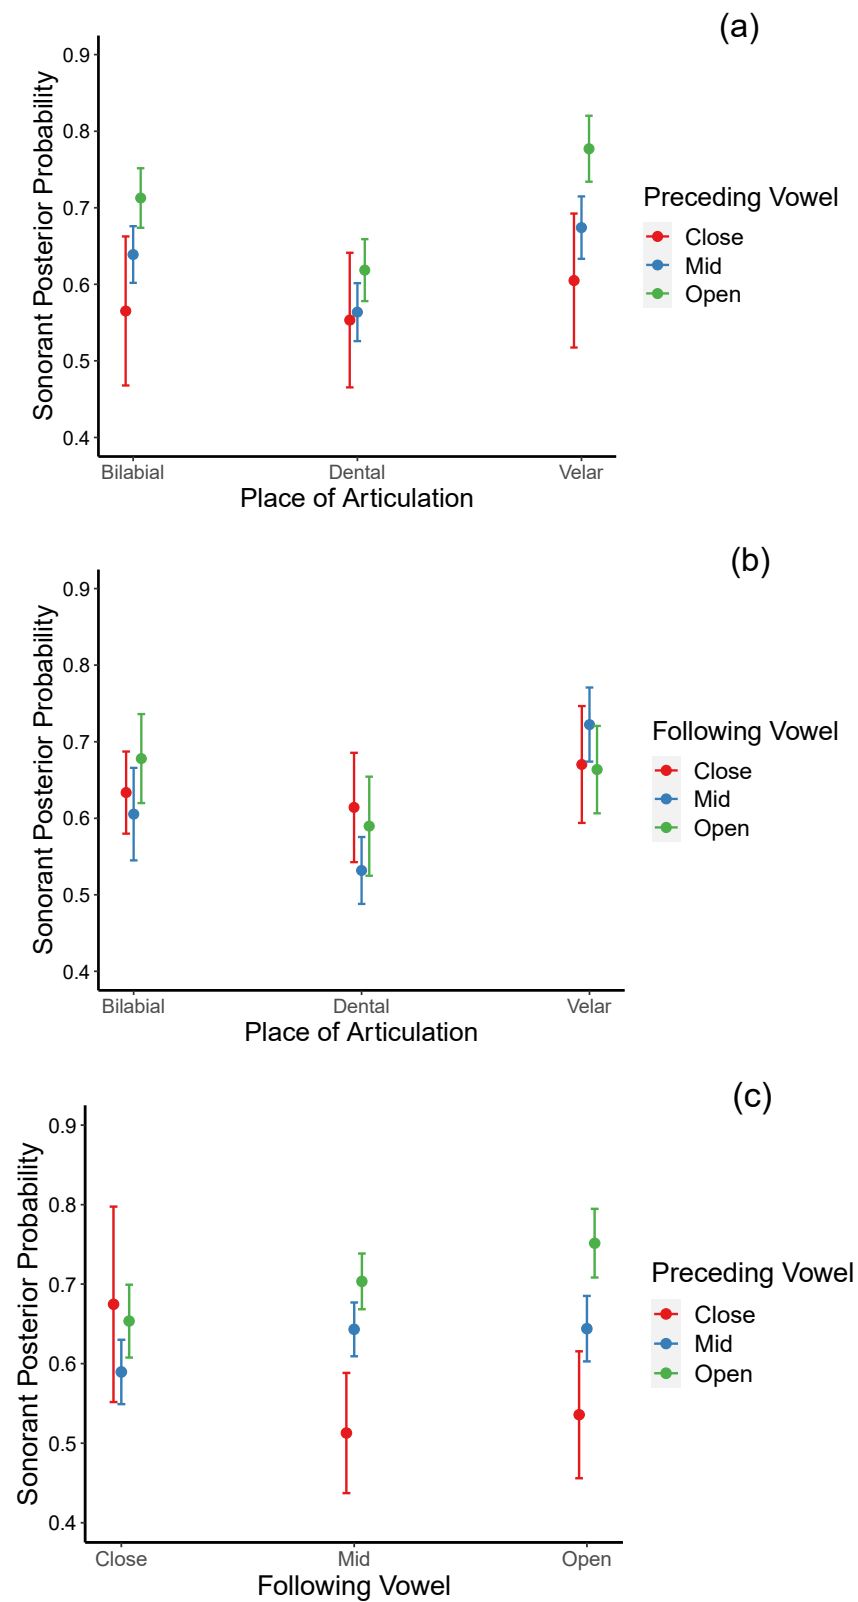 (a)
Sonorant Posterior Probability
0.9
0.8
0.7
0.6
0.5
0.4
Bilabial Dental Velar
Place of Articulation
Preceding Vowel
Close
Mid
Open
(b)
Sonorant Posterior Probability
0.9
0.8
0.7
0.6
0.5
0.4
Bilabial Dental Velar
Place of Articulation
Following Vowel
Close
Mid
Open
(c)
Sonorant Posterior Probability
0.9
0.8
0.7
0.6
0.5
0.4
Close Mid Open
Following Vowel
Preceding Vowel
Close
Mid
Open